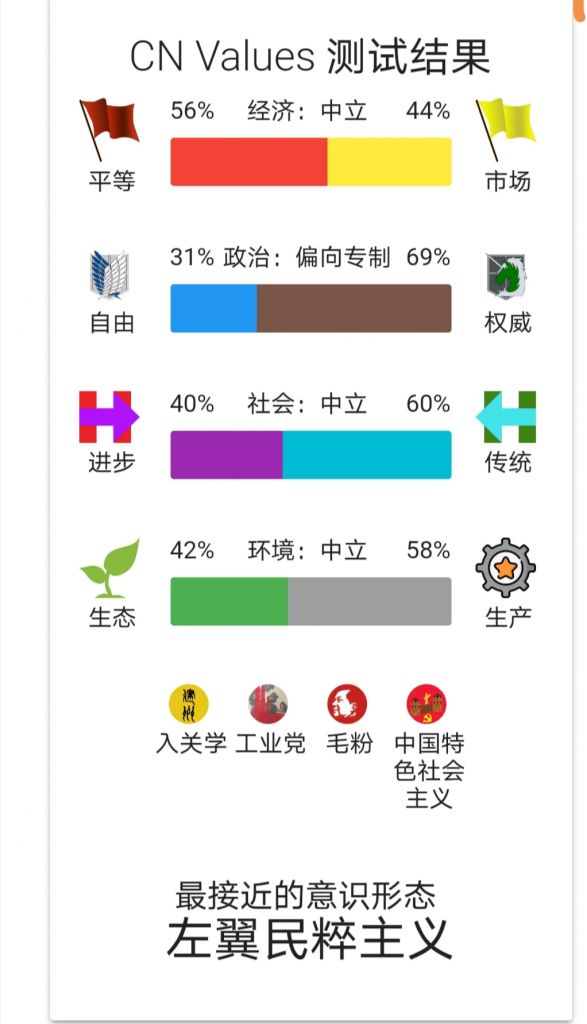 CN Values 测试结果
56% 经济：中立 44%
平等 市场
31% 政治：偏向专制 69%
自由 权威
40% 社会：中立 60%
进步 传统
42% 环境：中立 58%
生态 生产
入关学 工业党 毛粉 中国特
色社会
主义
最接近的意识形态
左翼民粹主义